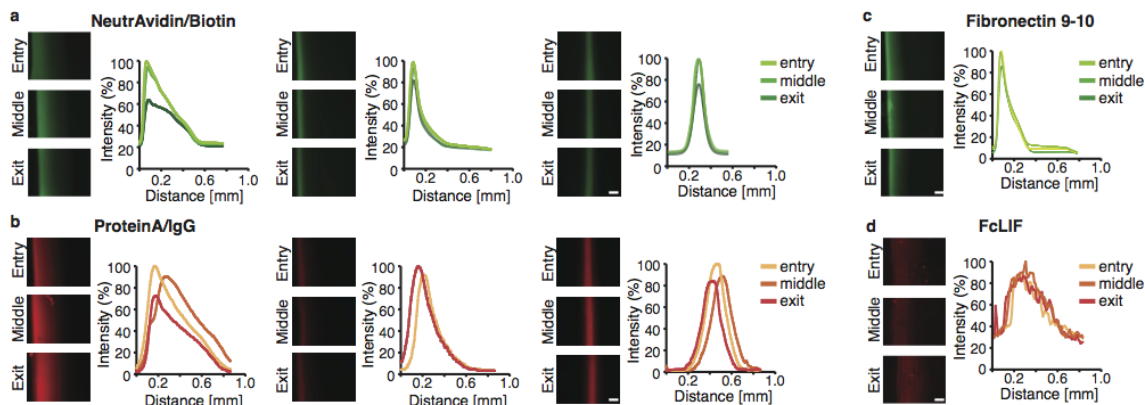 a NeutrAvidin/Biotin
Entry
Middle
Exit
Intensity (%)
100
80
60
40
20
0
0.2 0.6 1.0
Distance [mm]
Entry
Middle
Exit
Intensity (%)
100
80
60
40
20
0
0.2 0.6 1.0
Distance [mm]
Entry
Middle
Exit
Intensity (%)
100
80
60
40
20
0
0.2 0.6 1.0
Distance [mm]
entry
middle
exit
c Fibronectin 9-10
Entry
Middle
Exit
Intensity (%)
100
80
60
40
20
0
0.2 0.6 1.0
Distance [mm]
entry
middle
exit
b ProteinA/IgG
Entry
Middle
Exit
Intensity (%)
100
80
60
40
20
0
0.2 0.6 1.0
Distance [mm]
Entry
Middle
Exit
Intensity (%)
100
80
60
40
20
0
0.2 0.6 1.0
Distance [mm]
Entry
Middle
Exit
Intensity (%)
100
80
60
40
20
0
0.2 0.6 1.0
Distance [mm]
entry
middle
exit
d FcLIF
Entry
Middle
Exit
Intensity (%)
100
80
60
40
20
0
0.2 0.6 1.0
Distance [mm]
entry
middle
exit